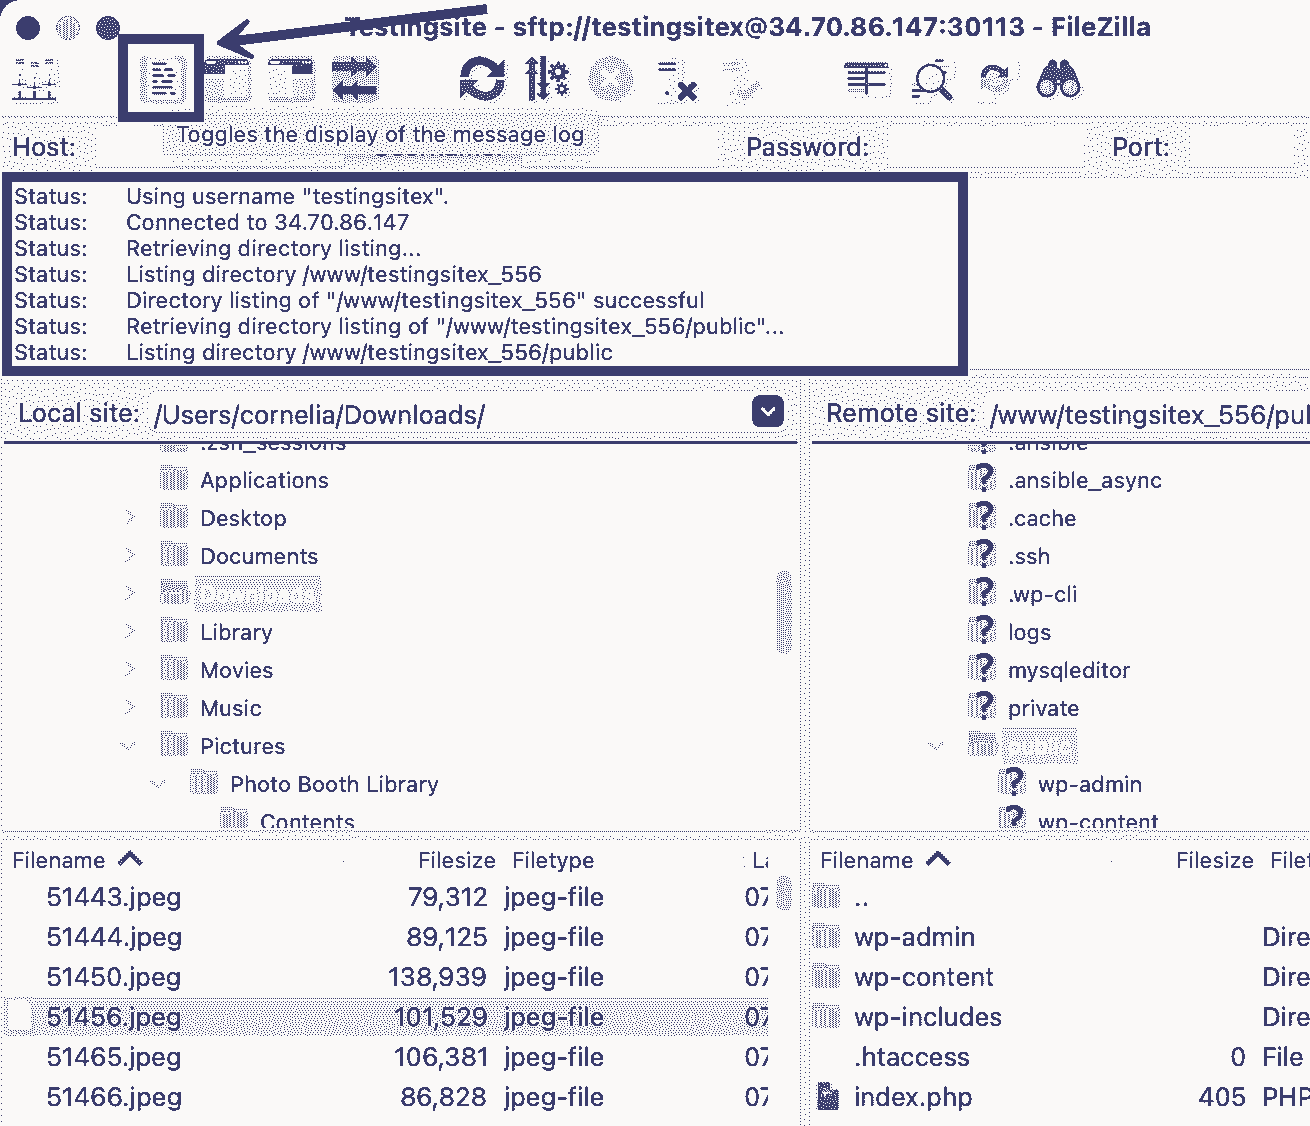 Testingsite - sftp://testingsitex@34.70.86.147:30113 - FileZilla
Toggles the display of the message log
Host:
Password:
Port:
Status: Using username "testingsitex".
Status: Connected to 34.70.86.147
Status: Retrieving directory listing...
Status: Listing directory /www/testingsitex_556
Status: Directory listing of "/www/testingsitex_556" successful
Status: Retrieving directory listing of "/www/testingsitex_556/public"...
Status: Listing directory /www/testingsitex_556/public
Local site: /Users/cornelia/Downloads/
.zsh_sessions
Applications
Desktop
Documents
Downloads
Library
Movies
Music
Pictures
Photo Booth Library
Contents
Remote site: /www/testingsitex_556/pul
.ansible
.ansible_async
.cache
.ssh
.wp-cli
logs
mysqleditor
private
public
wp-admin
wp-content
Filename Filesize Filetype La
51443.jpeg 79,312 jpeg-file 07
51444.jpeg 89,125 jpeg-file 07
51450.jpeg 138,939 jpeg-file 07
51456.jpeg 101,529 jpeg-file 07
51465.jpeg 106,381 jpeg-file 07
51466.jpeg 86,828 jpeg-file 07
Filename Filesize Filet
..
wp-admin Dire
wp-content Dire
wp-includes Dire
.htaccess 0 File
index.php 405 PHP